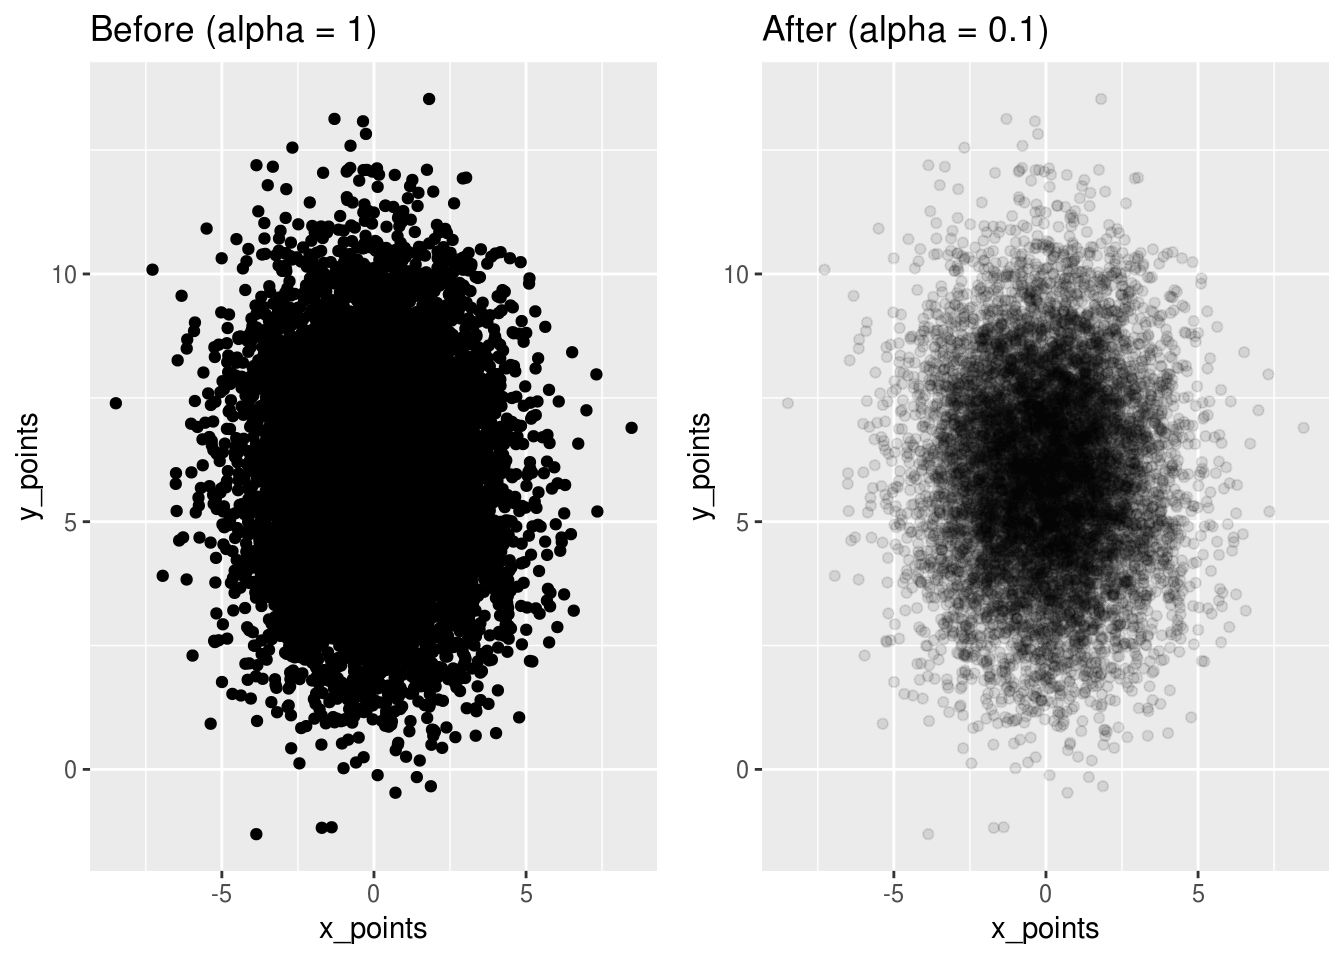 Before (alpha = 1)
y_points
10
5
0
-5 0 5
x_points
After (alpha = 0.1)
y_points
10
5
0
-5 0 5
x_points